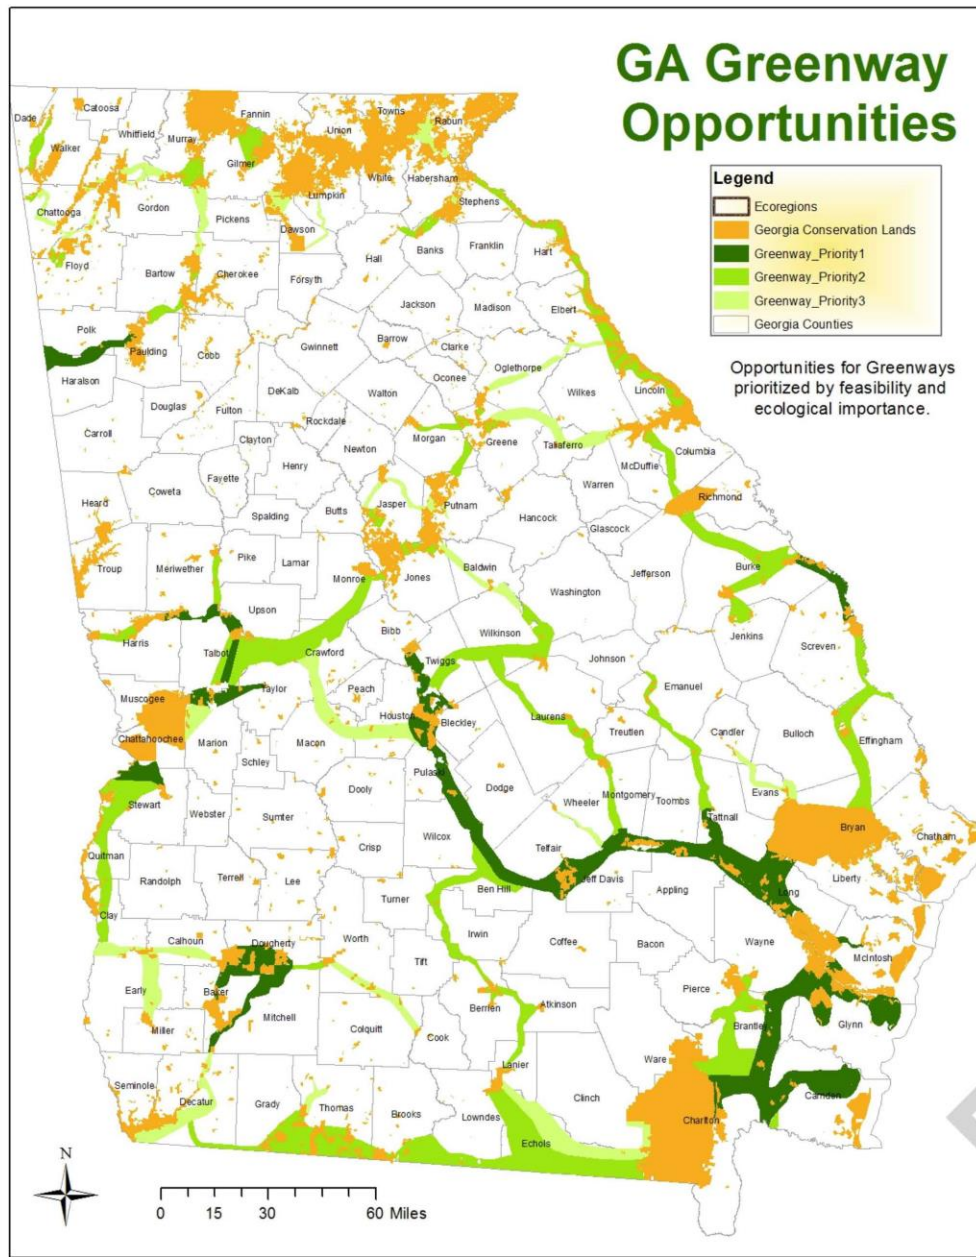 GA Greenway
Opportunities
Legend
Ecoregions
Georgia Conservation Lands
Greenway_Priority1
Greenway_Priority2
Greenway_Priority3
Georgia Counties
Opportunities for Greenways
prioritized by feasibility and
ecological importance.
Dade
Catoosa
Fannin
Towns
Rabun
Union
Walker
Whitfield
Murray
Gilmer
White
Habersham
Lumpkin
Stephens
Chattooga
Gordon
Pickens
Dawson
Banks
Franklin
Hart
Hall
Floyd
Bartow
Cherokee
Forsyth
Jackson
Madison
Elbert
Polk
Paulding
Cobb
Gwinnett
Barrow
Clarke
Oglethorpe
Haralson
Oconee
Wilkes
Lincoln
Douglas
Fulton
DeKalb
Walton
Rockdale
Morgan
Greene
Taliaferro
Columbia
Carroll
Clayton
Newton
McDuffie
Fayette
Henry
Warren
Richmond
Heard
Coweta
Spalding
Butts
Jasper
Putnam
Hancock
Glascock
Troup
Meriwether
Pike
Lamar
Monroe
Jones
Baldwin
Jefferson
Burke
Washington
Upson
Harris
Talbot
Crawford
Bibb
Twiggs
Wilkinson
Jenkins
Screven
Johnson
Muscogee
Taylor
Peach
Houston
Bleckley
Laurens
Emanuel
Chattahoochee
Marion
Macon
Treutlen
Candler
Bulloch
Effingham
Schley
Pulaski
Dodge
Dooly
Wheeler
Montgomery
Toombs
Evans
Stewart
Webster
Sumter
Tattnall
Bryan
Chatham
Wilcox
Crisp
Telfair
Quitman
Randolph
Terrell
Lee
Ben Hill
Jeff Davis
Appling
Long
Liberty
Turner
Clay
Calhoun
Dougherty
Worth
Irwin
Coffee
Bacon
Wayne
McIntosh
Tift
Early
Baker
Mitchell
Berrien
Atkinson
Pierce
Miller
Colquitt
Cook
Brantley
Glynn
Ware
Seminole
Lanier
Decatur
Grady
Thomas
Brooks
Lowndes
Clinch
Charlton
Camden
Echols
N
0 15 30 60 Miles